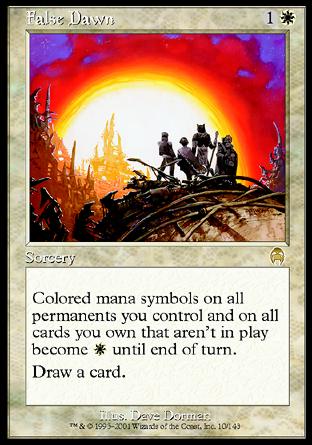 False Dawn 1
Sorcery
Colored mana symbols on all
permanents you control and on all
cards you own that aren't in play
become until end of turn.
Draw a card.
Illus. Dave Dorman
™ & © 1993-2001 Wizards of the Coast, Inc. 10/143